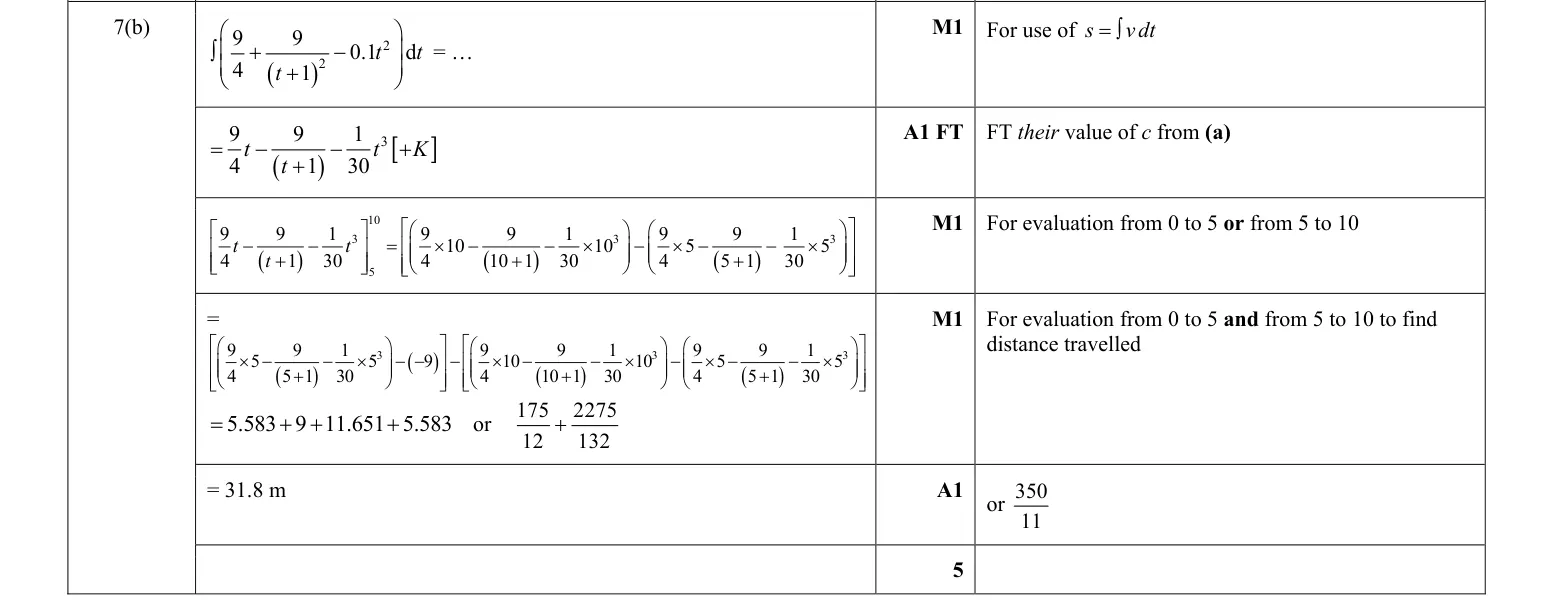 7(b)
∫(9/4 + 9/(t+1)² − 0.1t²)dt = …
M1
For use of s = ∫vdt
= 9/4 t − 9/(t+1) − 1/30 t³ [+K]
A1 FT
FT their value of c from (a)
[9/4 t − 9/(t+1) − 1/30 t³]₅¹⁰ = [(9/4 × 10 − 9/(10+1) − 1/30 × 10³) − (9/4 × 5 − 9/(5+1) − 1/30 × 5³)]
M1
For evaluation from 0 to 5 or from 5 to 10
=
[(9/4 × 5 − 9/(5+1) − 1/30 × 5³) − (−9)] − [(9/4 × 10 − 9/(10+1) − 1/30 × 10³) − (9/4 × 5 − 9/(5+1) − 1/30 × 5³)]
= 5.583 + 9 + 11.651 + 5.583 or 175/12 + 2275/132
M1
For evaluation from 0 to 5 and from 5 to 10 to find
distance travelled
= 31.8 m
A1
or 350/11
5